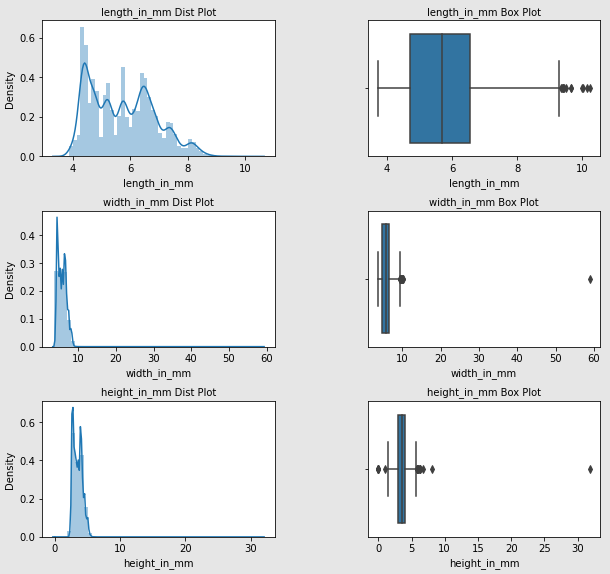 length_in_mm Dist Plot
length_in_mm Box Plot
Density
0.6
0.4
0.2
0.0
4
6
8
10
length_in_mm
4
6
8
10
length_in_mm
width_in_mm Dist Plot
width_in_mm Box Plot
Density
0.4
0.3
0.2
0.1
0.0
10
20
30
40
50
60
width_in_mm
10
20
30
40
50
60
width_in_mm
height_in_mm Dist Plot
height_in_mm Box Plot
Density
0.6
0.4
0.2
0.0
0
10
20
30
height_in_mm
0
5
10
15
20
25
30
height_in_mm